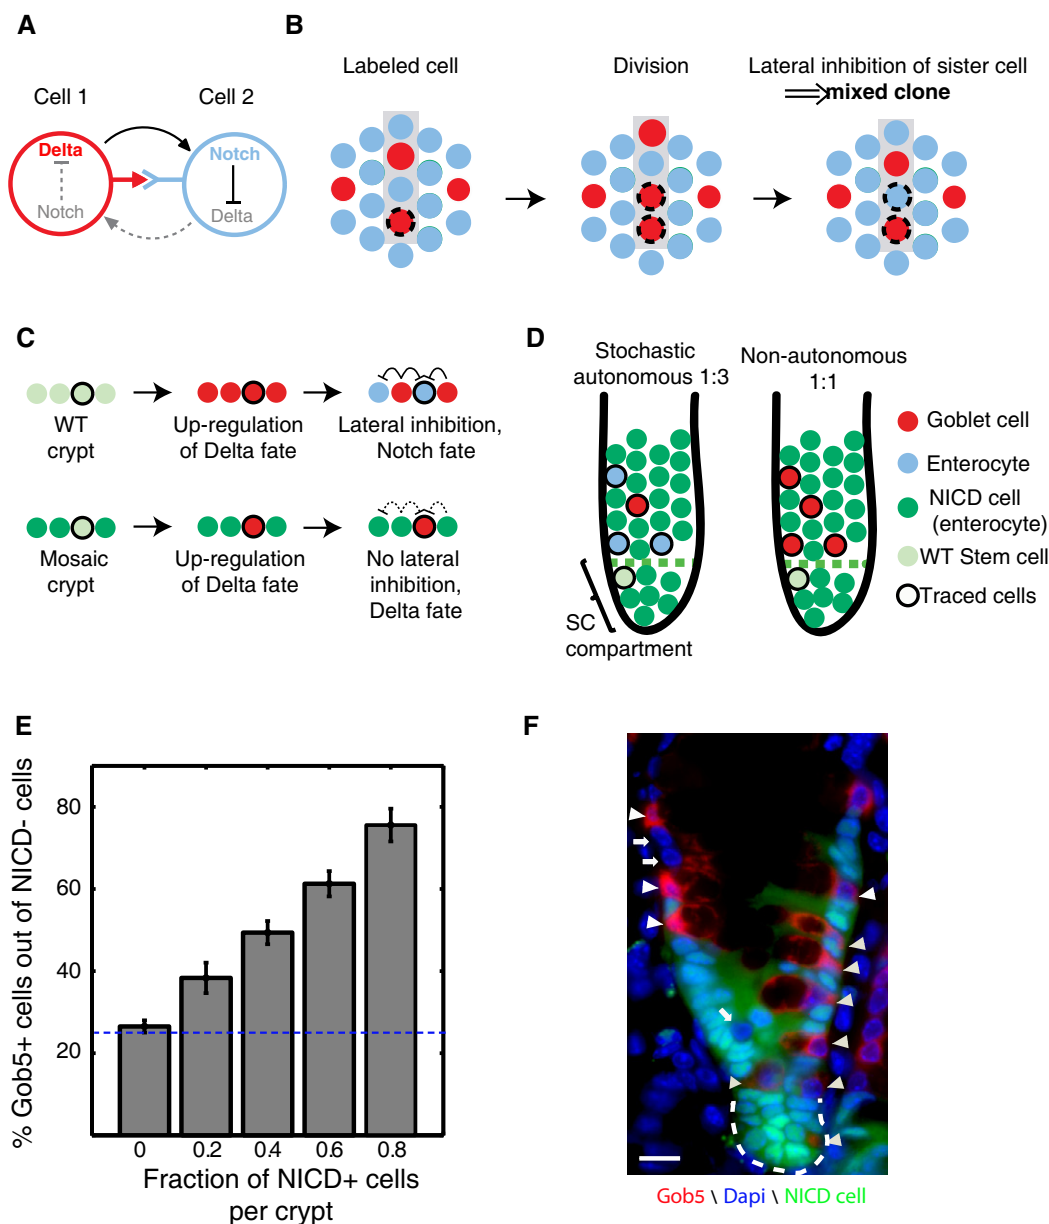 A
Cell 1
Cell 2
Delta
Notch
Notch
Delta
B
Labeled cell
Division
Lateral inhibition of sister cell
mixed clone
C
WT
crypt
Up-regulation
of Delta fate
Lateral inhibition,
Notch fate
Mosaic
crypt
Up-regulation
of Delta fate
No lateral
inhibition,
Delta fate
D
Stochastic
autonomous 1:3
Non-autonomous
1:1
SC
compartment
Goblet cell
Enterocyte
NICD cell
(enterocyte)
WT Stem cell
Traced cells
E
% Gob5+ cells out of NICD- cells
80
60
40
20
0
0.2
0.4
0.6
0.8
Fraction of NICD+ cells
per crypt
F
Gob5 \ Dapi \ NICD cell